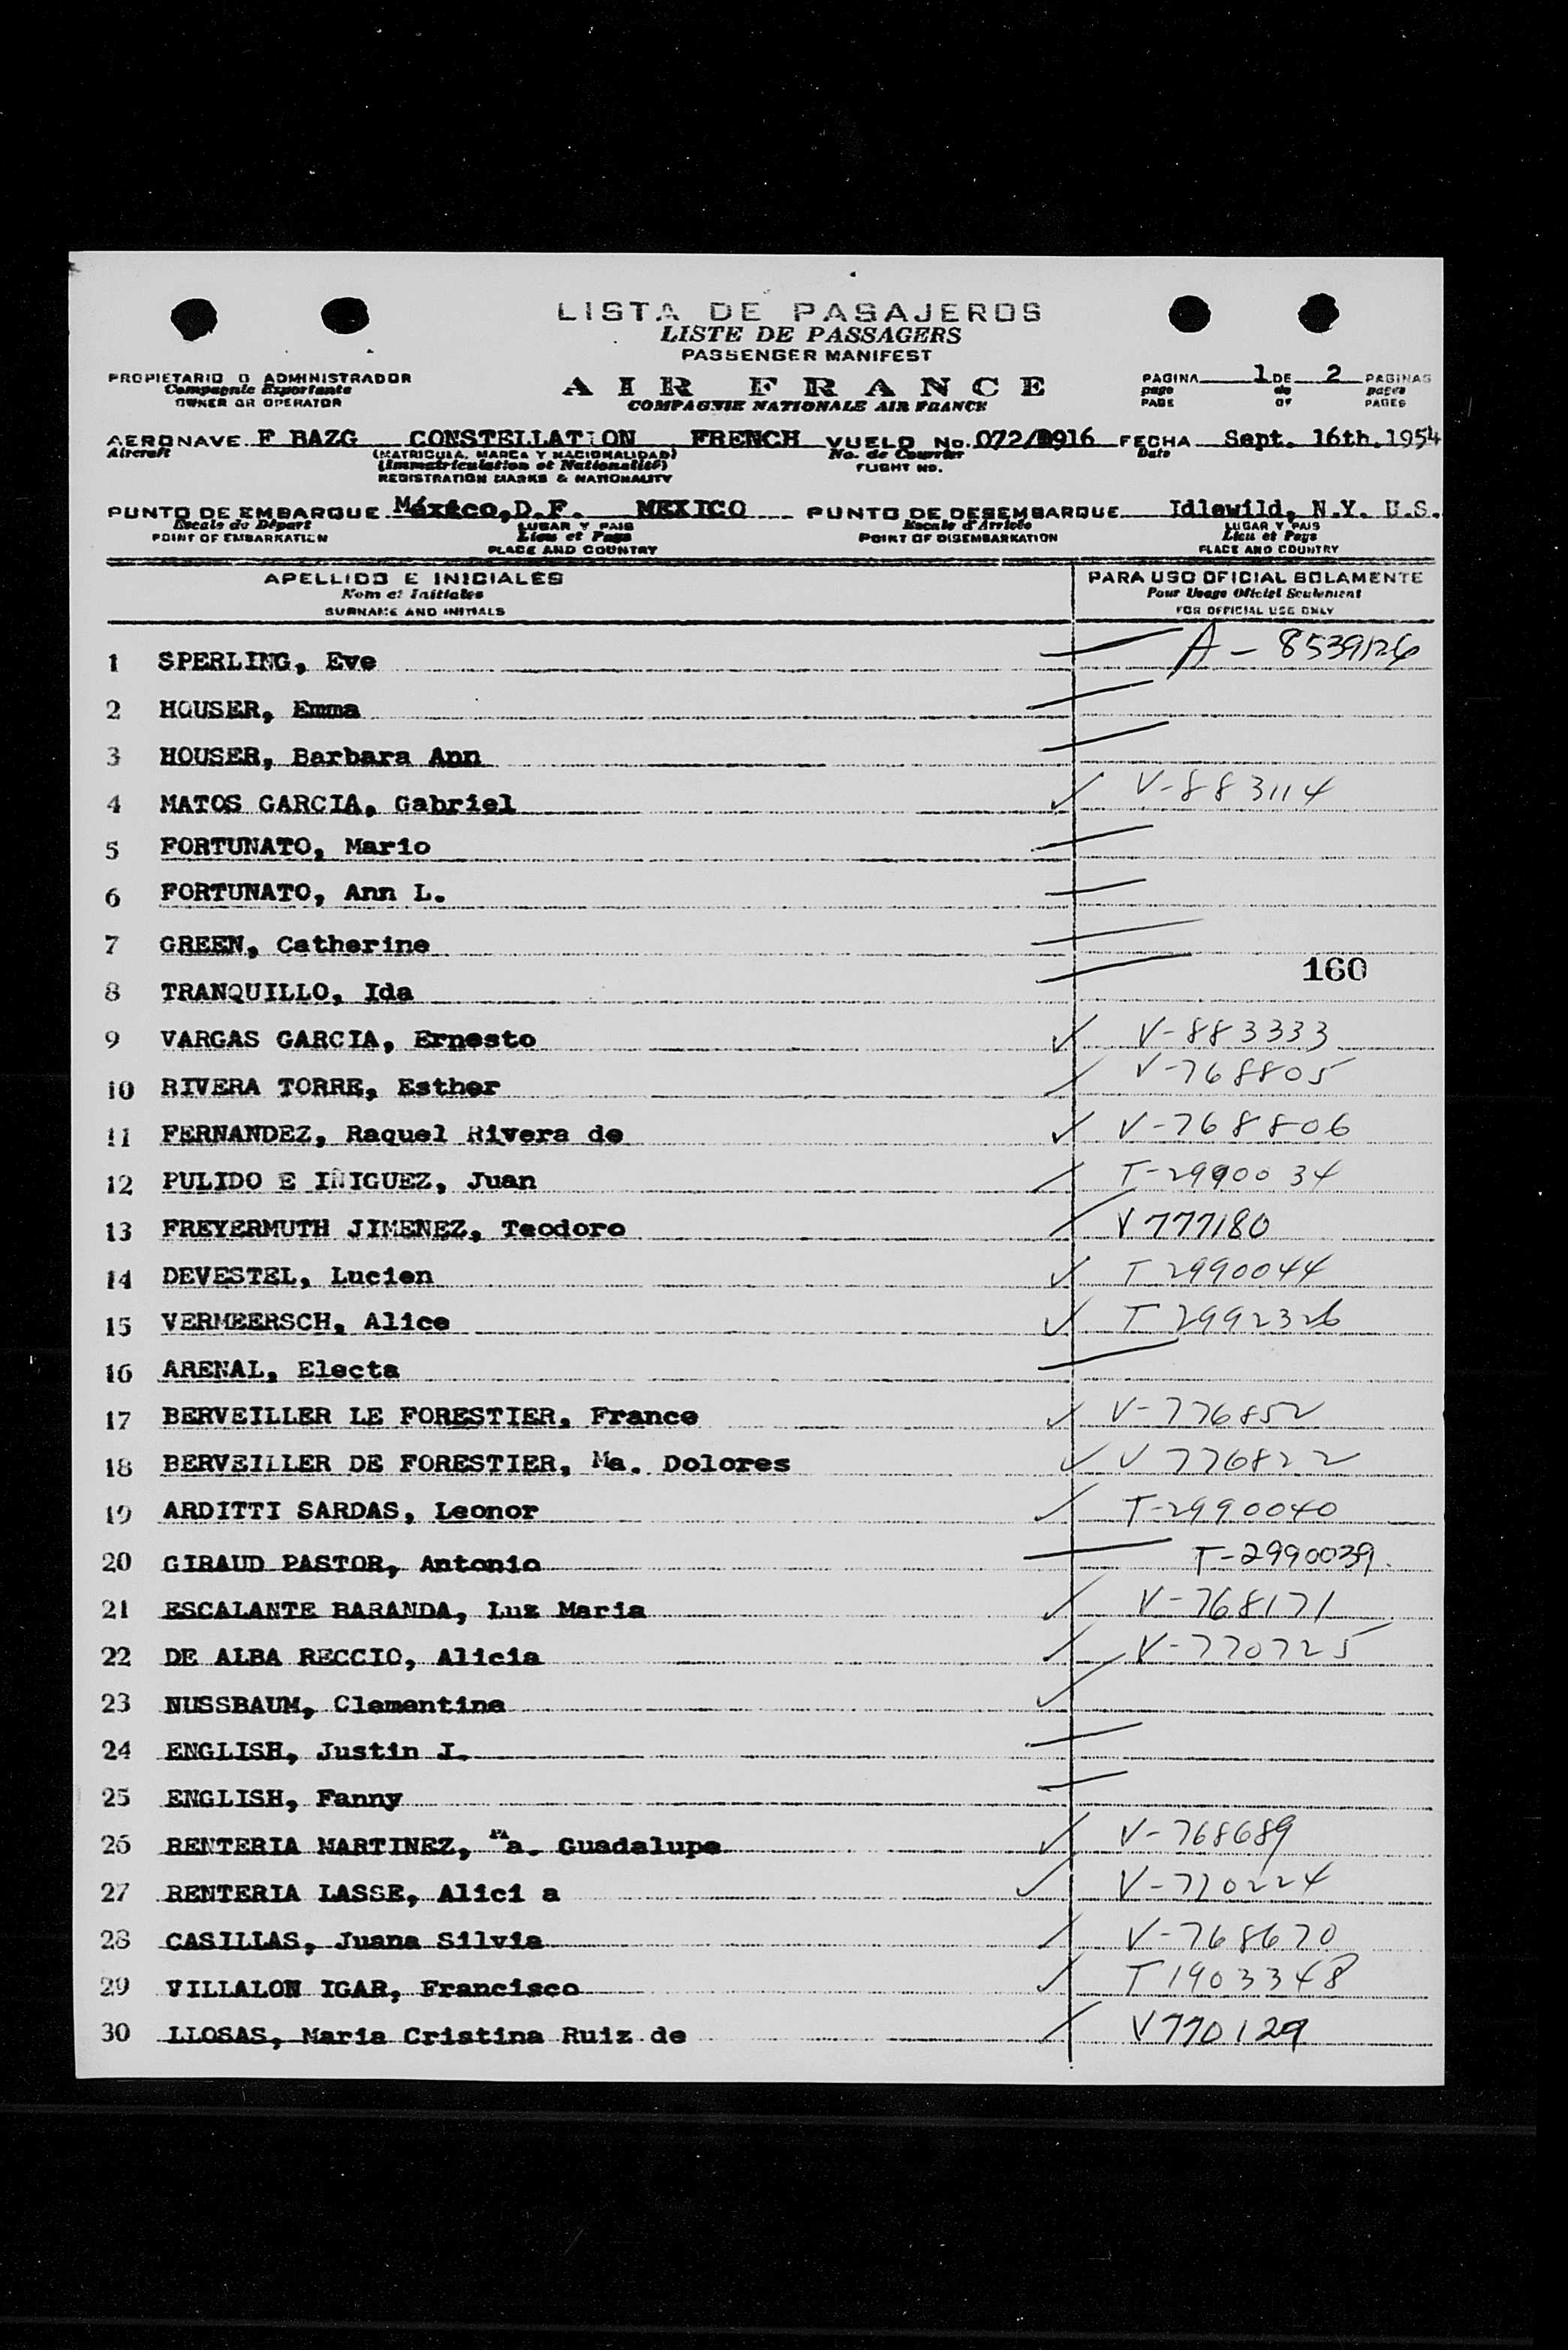 LISTA DE PASAJEROS
LISTE DE PASSAGERS
PASSENGER MANIFEST
PROPIETARIO O ADMINISTRADOR
Compagnie Exportante
OWNER OR OPERATOR
AIR FRANCE
COMPAGNIE NATIONALE AIR FRANCE
PAGINA 1 DE 2 PAGINAS
page de pages
PAGE OF PAGES
AERONAVE F BAZG CONSTELLATION FRENCH VUELO No. 072/0916 FECHA Sept. 16th. 1954
Aircraft (MATRICULA, MARCA Y NACIONALIDAD) No. de Courrier Date
(Immatriculation et Nationalité) FLIGHT NO.
REGISTRATION MARKS & NATIONALITY
PUNTO DE EMBARQUE México, D.F. MEXICO PUNTO DE DESEMBARQUE Idlewild, N.Y. U.S.
Escale de Départ LUGAR Y PAIS Escale d'Arrivée LUGAR Y PAIS
POINT OF EMBARKATION Lieu et Pays POINT OF DISEMBARKATION Lieu et Pays
PLACE AND COUNTRY PLACE AND COUNTRY
APELLIDO E INICIALES PARA USO OFICIAL SOLAMENTE
Nom et Initiales Pour Usage Officiel Seulement
SURNAME AND INITIALS FOR OFFICIAL USE ONLY
1 SPERLING, Eve A-8539126
2 HOUSER, Emma
3 HOUSER, Barbara Ann
4 MATOS GARCIA, Gabriel V-883114
5 FORTUNATO, Mario
6 FORTUNATO, Ann L.
7 GREEN, Catherine
160
8 TRANQUILLO, Ida
9 VARGAS GARCIA, Ernesto V-883333
10 RIVERA TORRE, Esther V-768805
11 FERNANDEZ, Raquel Rivera de V-768806
12 PULIDO E IÑIGUEZ, Juan T-2990034
13 FREYERMUTH JIMENEZ, Teodoro V777180
14 DEVESTEL, Lucien T 2990044
15 VERMEERSCH, Alice T 2992326
16 ARENAL, Electa
17 BERVEILLER LE FORESTIER, France V-776852
18 BERVEILLER DE FORESTIER, Ma. Dolores V 776822
19 ARDITTI SARDAS, Leonor T-2990040
20 GIRAUD PASTOR, Antonio T-2990039.
21 ESCALANTE BARANDA, Luz Maria V-768171
22 DE ALBA RECCIO, Alicia V-770725
23 NUSSBAUM, Clementine
24 ENGLISH, Justin J.
25 ENGLISH, Fanny
26 RENTERIA MARTINEZ, Ma. Guadalupe V-768689
27 RENTERIA LASSE, Alici a V-770224
28 CASILLAS, Juana Silvia V-768670
29 VILLALON IGAR, Francisco T1903348
30 LLOSAS, Maria Cristina Ruiz de V770129